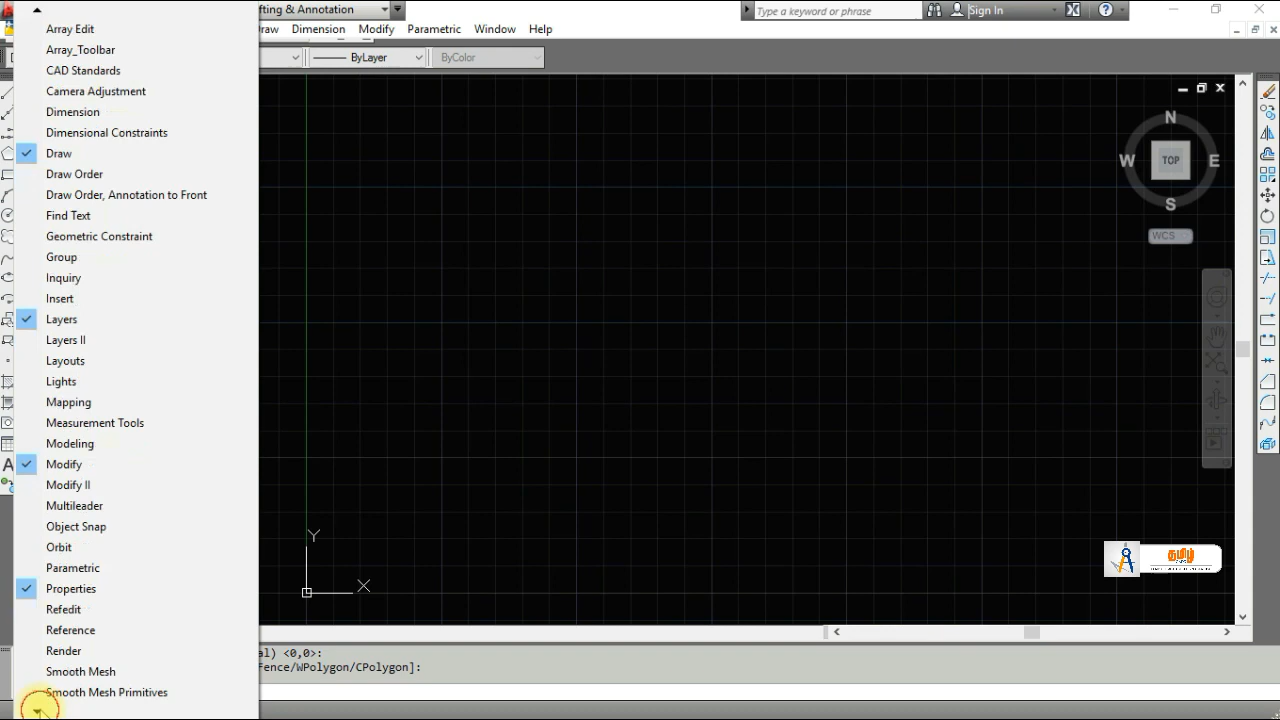 fting & Annotation
Type a keyword or phrase
Sign In
raw
Dimension
Modify
Parametric
Window
Help
ByLayer
ByColor
Array Edit
Array_Toolbar
CAD Standards
Camera Adjustment
Dimension
Dimensional Constraints
Draw
Draw Order
Draw Order, Annotation to Front
Find Text
Geometric Constraint
Group
Inquiry
Insert
Layers
Layers II
Layouts
Lights
Mapping
Measurement Tools
Modeling
Modify
Modify II
Multileader
Object Snap
Orbit
Parametric
Properties
Refedit
Reference
Render
Smooth Mesh
Smooth Mesh Primitives
N
W
TOP
E
S
WCS
Y
X
தமிழ்
al) <0,0>:
Fence/WPolygon/CPolygon]: